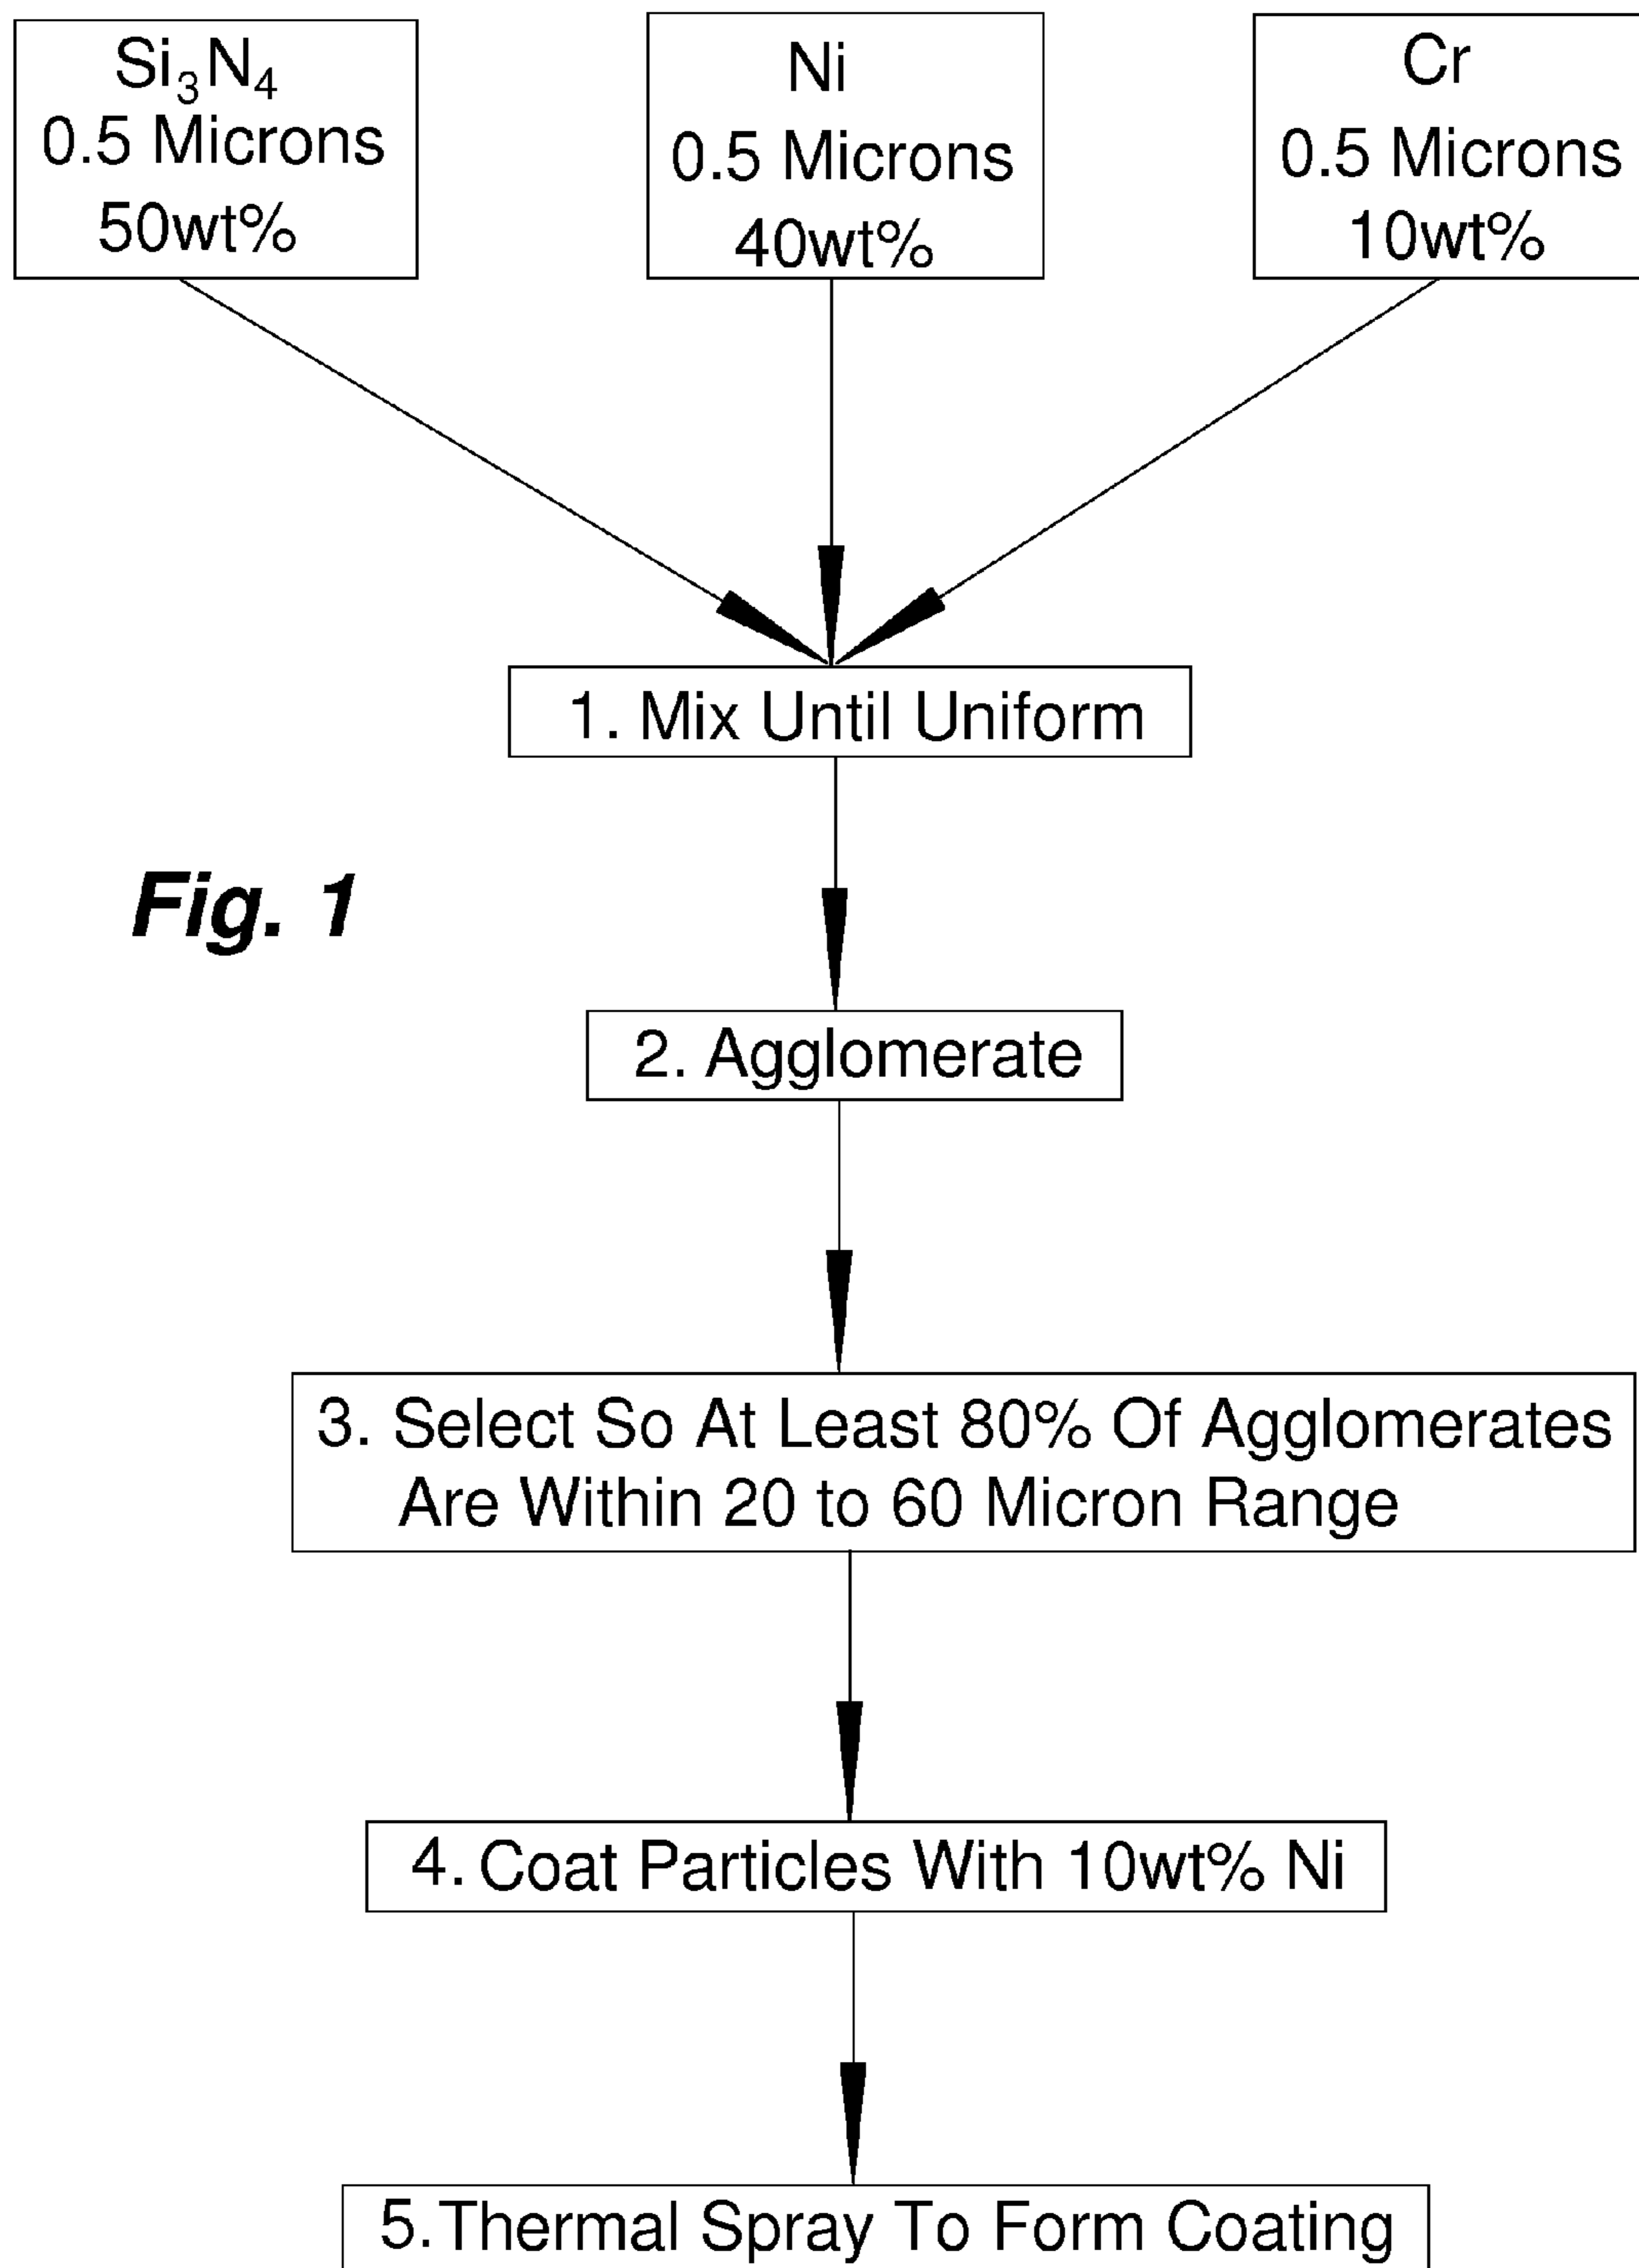 Si₃N₄
0.5 Microns
50wt%
Ni
0.5 Microns
40wt%
Cr
0.5 Microns
10wt%
1. Mix Until Uniform
Fig. 1
2. Agglomerate
3. Select So At Least 80% Of Agglomerates
Are Within 20 to 60 Micron Range
4. Coat Particles With 10wt% Ni
5. Thermal Spray To Form Coating